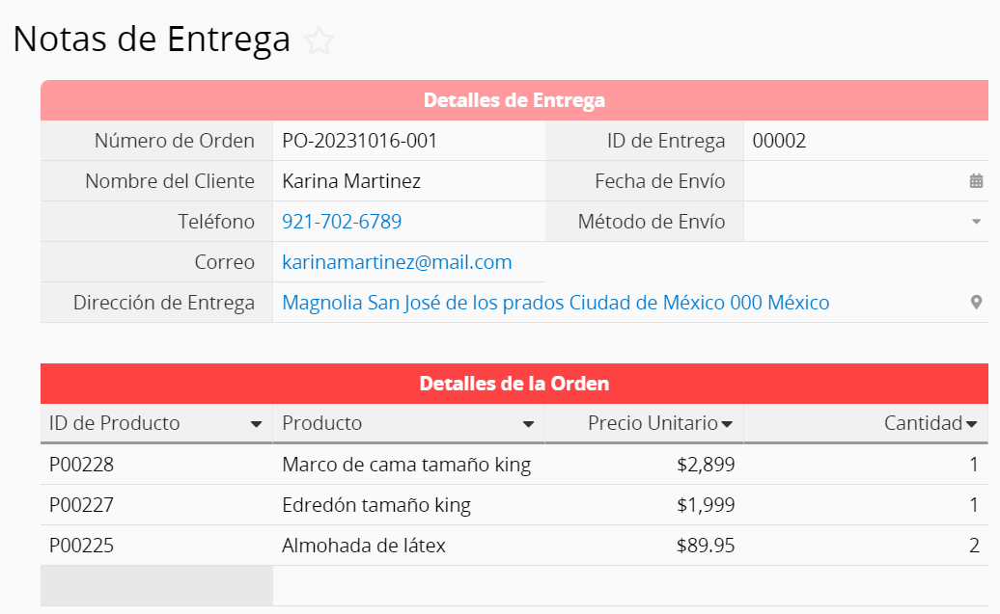 Notas de Entrega
Detalles de Entrega
Número de Orden PO-20231016-001 ID de Entrega 00002
Nombre del Cliente Karina Martinez Fecha de Envío
Teléfono 921-702-6789 Método de Envío
Correo karinamartinez@mail.com
Dirección de Entrega Magnolia San José de los prados Ciudad de México 000 México
Detalles de la Orden
ID de Producto Producto Precio Unitario Cantidad
P00228 Marco de cama tamaño king $2,899 1
P00227 Edredón tamaño king $1,999 1
P00225 Almohada de látex $89.95 2